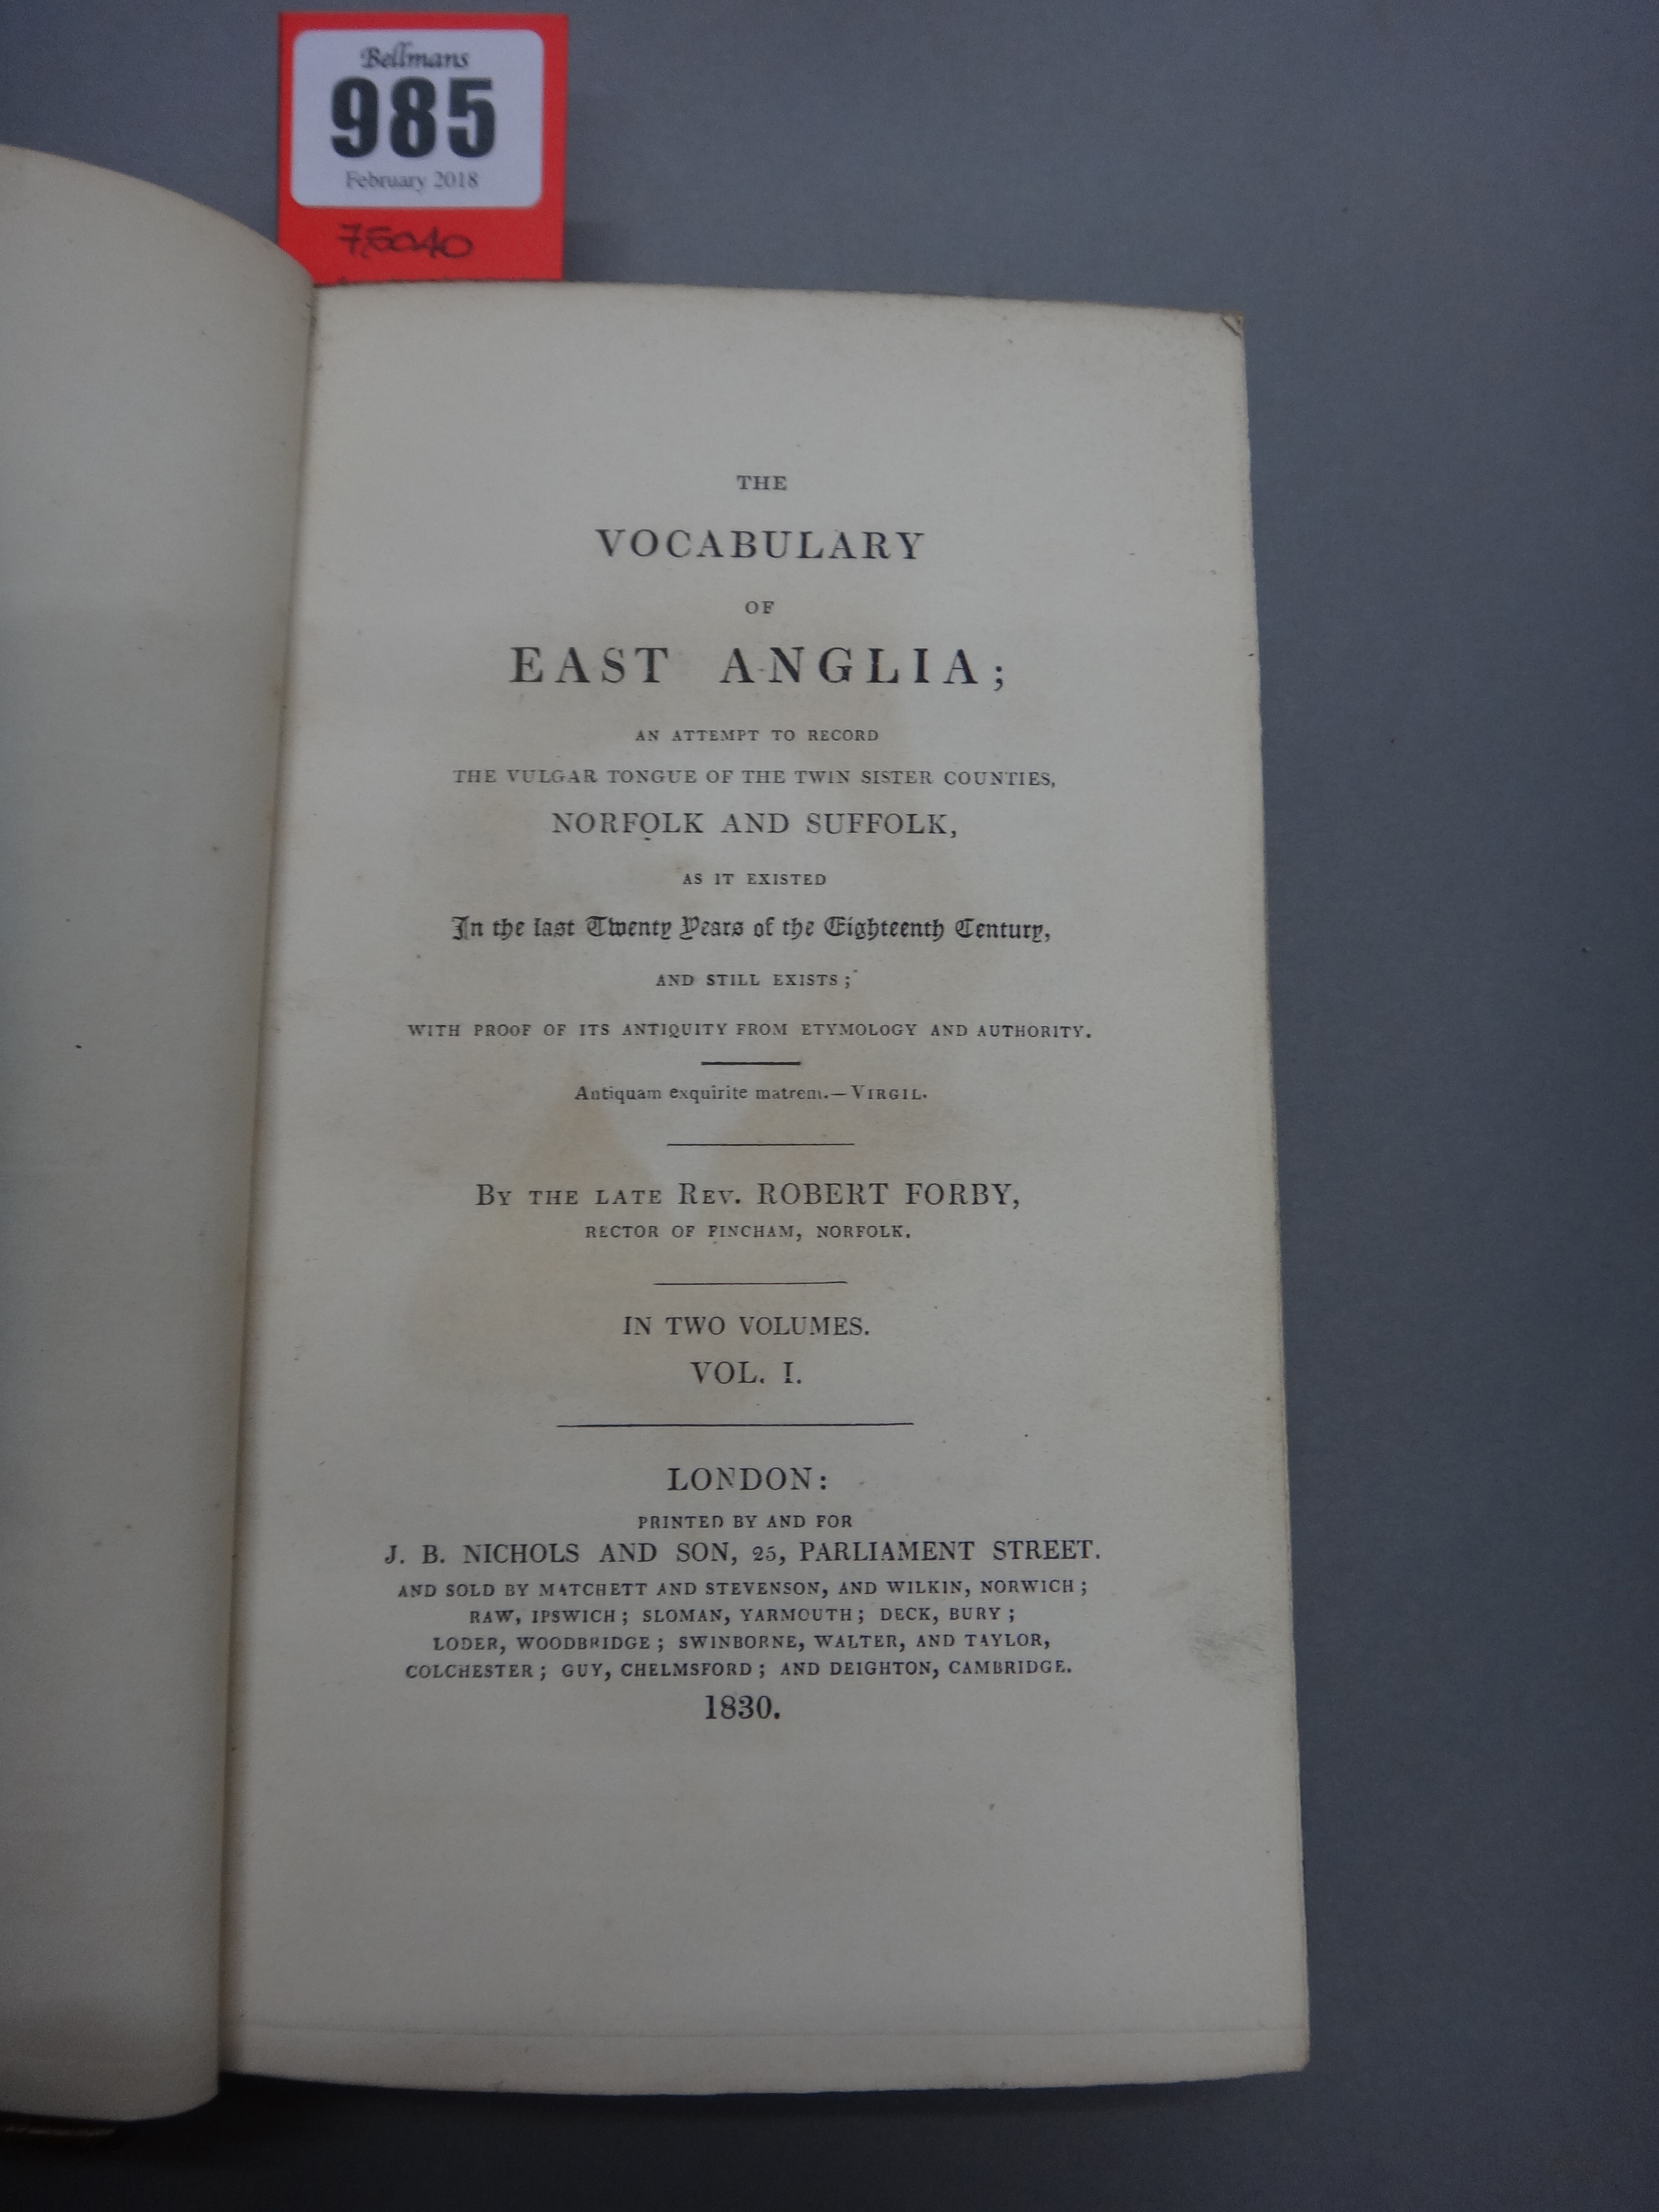 Bellmans
985
February 2018
75040
THE
VOCABULARY
OF
EAST ANGLIA;
AN ATTEMPT TO RECORD
THE VULGAR TONGUE OF THE TWIN SISTER COUNTIES,
NORFOLK AND SUFFOLK,
AS IT EXISTED
In the last Twenty Years of the Eighteenth Century,
AND STILL EXISTS;
WITH PROOF OF ITS ANTIQUITY FROM ETYMOLOGY AND AUTHORITY.
Antiquam exquirite matrem.—VIRGIL.
BY THE LATE REV. ROBERT FORBY,
RECTOR OF FINCHAM, NORFOLK.
IN TWO VOLUMES.
VOL. I.
LONDON:
PRINTED BY AND FOR
J. B. NICHOLS AND SON, 25, PARLIAMENT STREET.
AND SOLD BY MATCHETT AND STEVENSON, AND WILKIN, NORWICH;
RAW, IPSWICH; SLOMAN, YARMOUTH; DECK, BURY;
LODER, WOODBRIDGE; SWINBORNE, WALTER, AND TAYLOR,
COLCHESTER; GUY, CHELMSFORD; AND DEIGHTON, CAMBRIDGE.
1830.